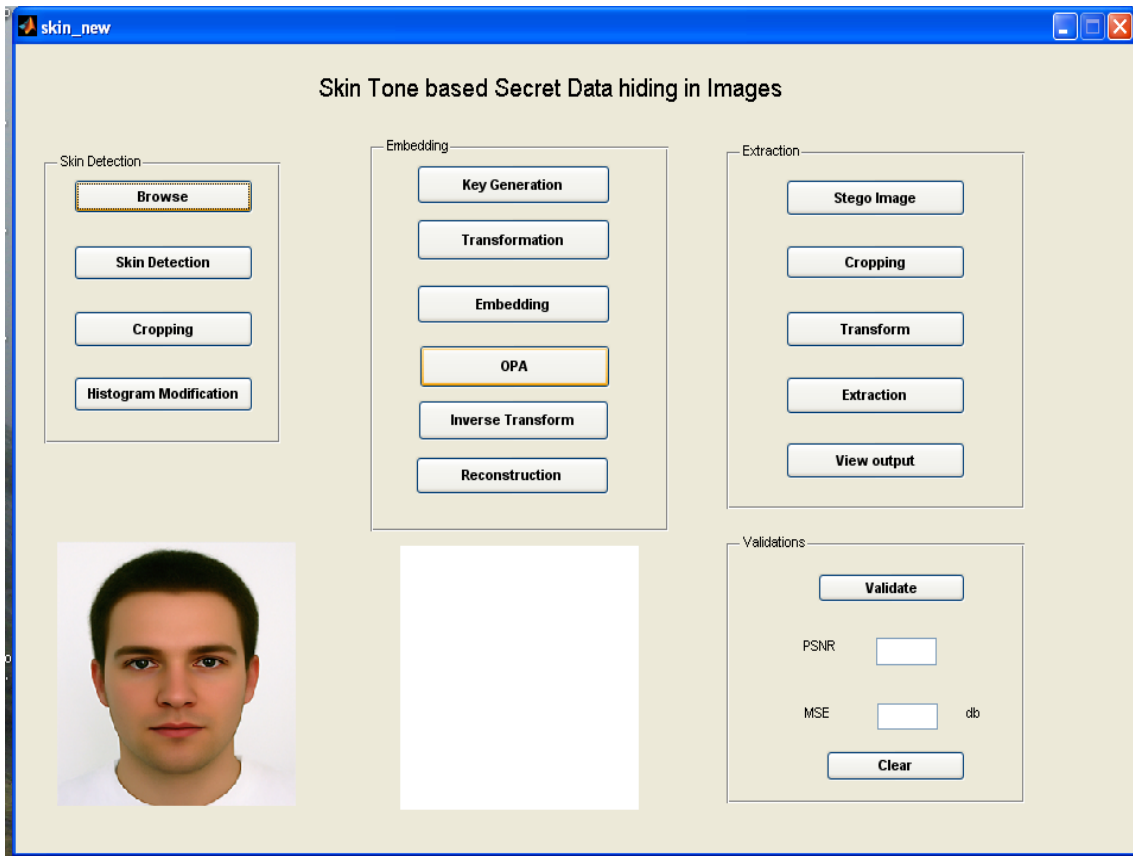 skin_new
Skin Tone based Secret Data hiding in Images
Skin Detection
Browse
Skin Detection
Cropping
Histogram Modification
Embedding
Key Generation
Transformation
Embedding
OPA
Inverse Transform
Reconstruction
Extraction
Stego Image
Cropping
Transform
Extraction
View output
Validations
Validate
PSNR
MSE db
Clear